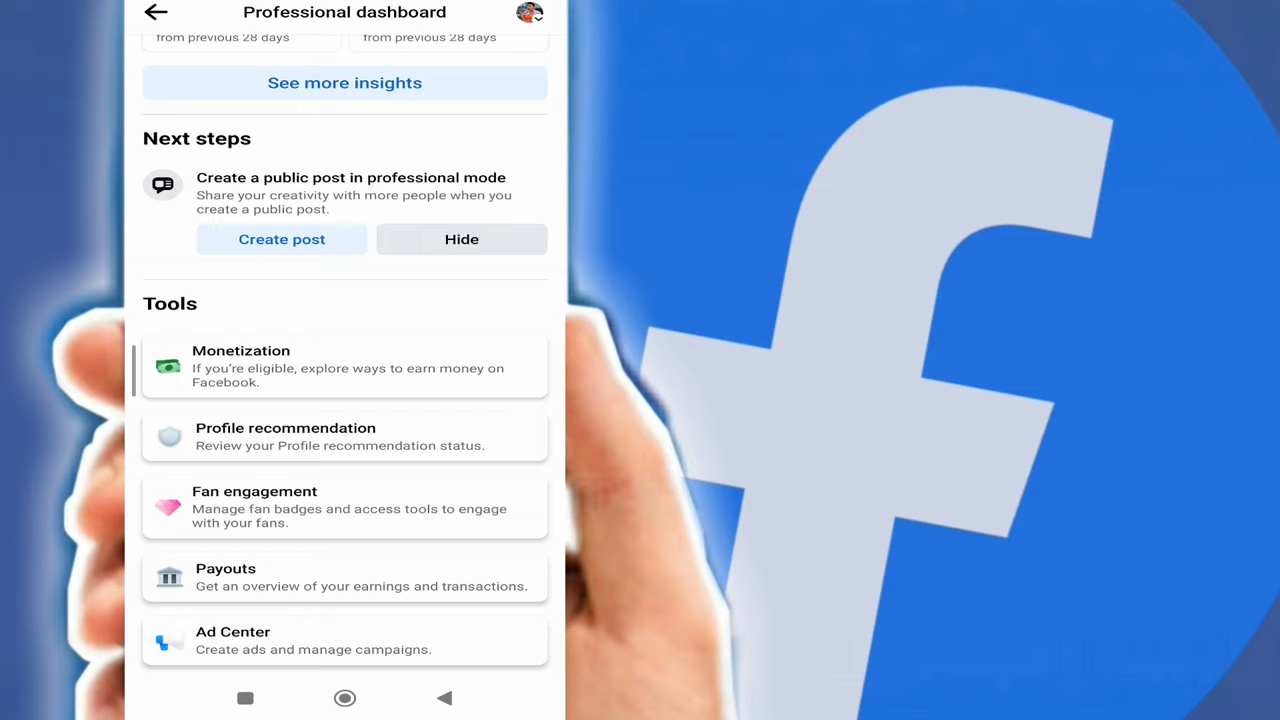 Professional dashboard
from previous 28 days
from previous 28 days
See more insights
Next steps
Create a public post in professional mode
Share your creativity with more people when you
create a public post.
Create post
Hide
Tools
Monetization
If you're eligible, explore ways to earn money on
Facebook.
Profile recommendation
Review your Profile recommendation status.
Fan engagement
Manage fan badges and access tools to engage
with your fans.
Payouts
Get an overview of your earnings and transactions.
Ad Center
Create ads and manage campaigns.
f